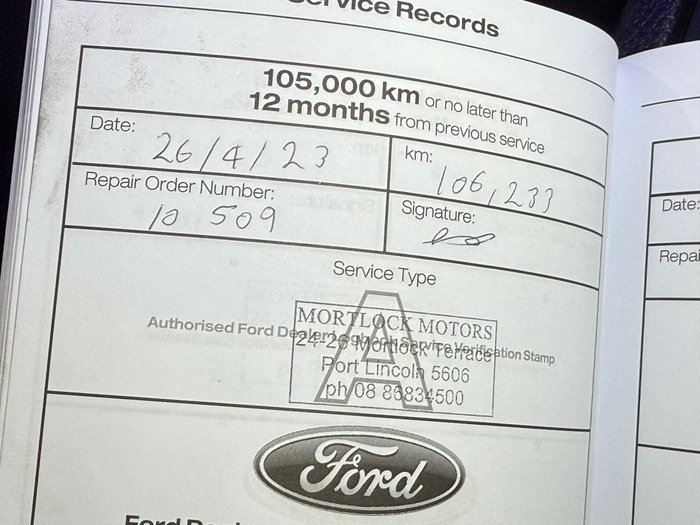 Service Records
105,000 km or no later than
12 months from previous service
Date: 26/4/23
km: 106,233
Repair Order Number: 10 509
Signature:
Service Type
A
Authorised Ford Dealer Service Verification Stamp
MORTLOCK MOTORS
24-26 Mortlock Terrace
Port Lincoln 5606
ph 08 86834500
Ford
Date: